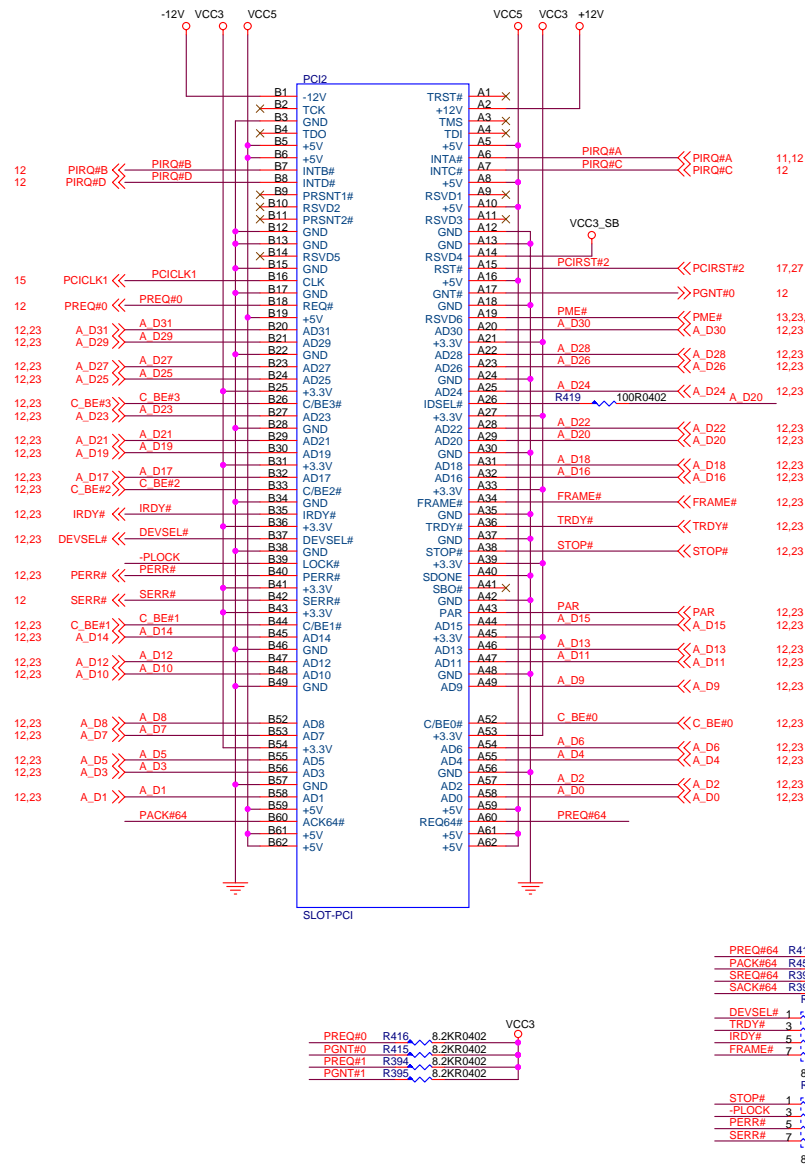 -12V VCC3 VCC5 VCC5 VCC3 +12V
PCI2
B1 -12V TRST# A1
B2 TCK +12V A2
B3 GND TMS A3
B4 TDO TDI A4
B5 +5V +5V A5
B6 +5V INTA# A6 PIRQ#A PIRQ#A 11,12
12 PIRQ#B PIRQ#B B7 INTB# INTC# A7 PIRQ#C PIRQ#C 12
12 PIRQ#D PIRQ#D B8 INTD# +5V A8
B9 PRSNT1# RSVD1 A9
B10 RSVD2 +5V A10
B11 PRSNT2# RSVD3 A11
B12 GND GND A12
VCC3_SB
B13 GND GND A13
B14 RSVD5 RSVD4 A14
B15 GND RST# A15 PCIRST#2 PCIRST#2 17,27
15 PCICLK1 PCICLK1 B16 CLK +5V A16
B17 GND GNT# A17 PGNT#0 12
12 PREQ#0 PREQ#0 B18 REQ# GND A18
B19 +5V RSVD6 A19 PME# PME# 13,23,
12,23 A_D31 A_D31 B20 AD31 AD30 A20 A_D30 A_D30 12,23
12,23 A_D29 A_D29 B21 AD29 +3.3V A21
B22 GND AD28 A22 A_D28 A_D28 12,23
12,23 A_D27 A_D27 B23 AD27 AD26 A23 A_D26 A_D26 12,23
12,23 A_D25 A_D25 B24 AD25 GND A24
B25 +3.3V AD24 A25 A_D24 A_D24 12,23
12,23 C_BE#3 C_BE#3 B26 C/BE3# IDSEL# A26 R419 100R0402 A_D20
12,23 A_D23 A_D23 B27 AD23 +3.3V A27
B28 GND AD22 A28 A_D22 A_D22 12,23
12,23 A_D21 A_D21 B29 AD21 AD20 A29 A_D20 A_D20 12,23
12,23 A_D19 A_D19 B30 AD19 GND A30
B31 +3.3V AD18 A31 A_D18 A_D18 12,23
12,23 A_D17 A_D17 B32 AD17 AD16 A32 A_D16 A_D16 12,23
12,23 C_BE#2 C_BE#2 B33 C/BE2# +3.3V A33
B34 GND FRAME# A34 FRAME# FRAME# 12,23
12,23 IRDY# IRDY# B35 IRDY# GND A35
B36 +3.3V TRDY# A36 TRDY# TRDY# 12,23
12,23 DEVSEL# DEVSEL# B37 DEVSEL# GND A37
B38 GND STOP# A38 STOP# STOP# 12,23
-PLOCK B39 LOCK# +3.3V A39
12,23 PERR# PERR# B40 PERR# SDONE A40
B41 +3.3V SBO# A41
12 SERR# SERR# B42 SERR# GND A42
B43 +3.3V PAR A43 PAR PAR 12,23
12,23 C_BE#1 C_BE#1 B44 C/BE1# AD15 A44 A_D15 A_D15 12,23
12,23 A_D14 A_D14 B45 AD14 +3.3V A45
B46 GND AD13 A46 A_D13 A_D13 12,23
12,23 A_D12 A_D12 B47 AD12 AD11 A47 A_D11 A_D11 12,23
12,23 A_D10 A_D10 B48 AD10 GND A48
B49 GND AD9 A49 A_D9 A_D9 12,23
12,23 A_D8 A_D8 B52 AD8 C/BE0# A52 C_BE#0 C_BE#0 12,23
12,23 A_D7 A_D7 B53 AD7 +3.3V A53
B54 +3.3V AD6 A54 A_D6 A_D6 12,23
12,23 A_D5 A_D5 B55 AD5 AD4 A55 A_D4 A_D4 12,23
12,23 A_D3 A_D3 B56 AD3 GND A56
B57 GND AD2 A57 A_D2 A_D2 12,23
12,23 A_D1 A_D1 B58 AD1 AD0 A58 A_D0 A_D0 12,23
B59 +5V +5V A59
PACK#64 B60 ACK64# REQ64# A60 PREQ#64
B61 +5V +5V A61
B62 +5V +5V A62
SLOT-PCI
VCC3
PREQ#0 R416 8.2KR0402
PGNT#0 R415 8.2KR0402
PREQ#1 R394 8.2KR0402
PGNT#1 R395 8.2KR0402
PREQ#64 R41
PACK#64 R45
SREQ#64 R39
SACK#64 R39
R
DEVSEL# 1
TRDY# 3
IRDY# 5
FRAME# 7
8
R
STOP# 1
-PLOCK 3
PERR# 5
SERR# 7
8